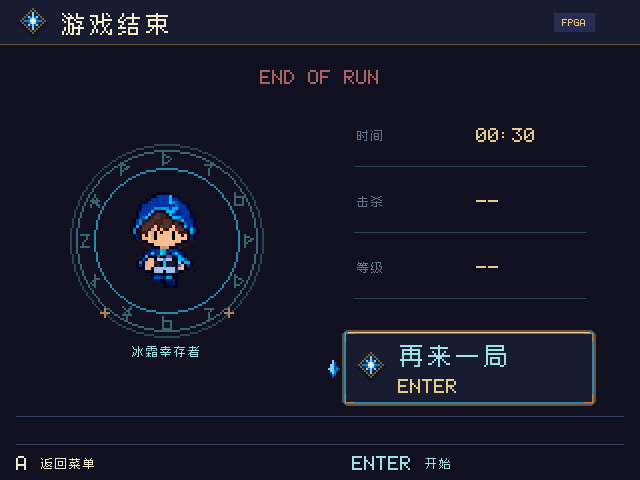 游戏结束
FPGA
END OF RUN
时间 00:30
击杀 --
等级 --
冰霜幸存者
再来一局
ENTER
A 返回菜单
ENTER 开始